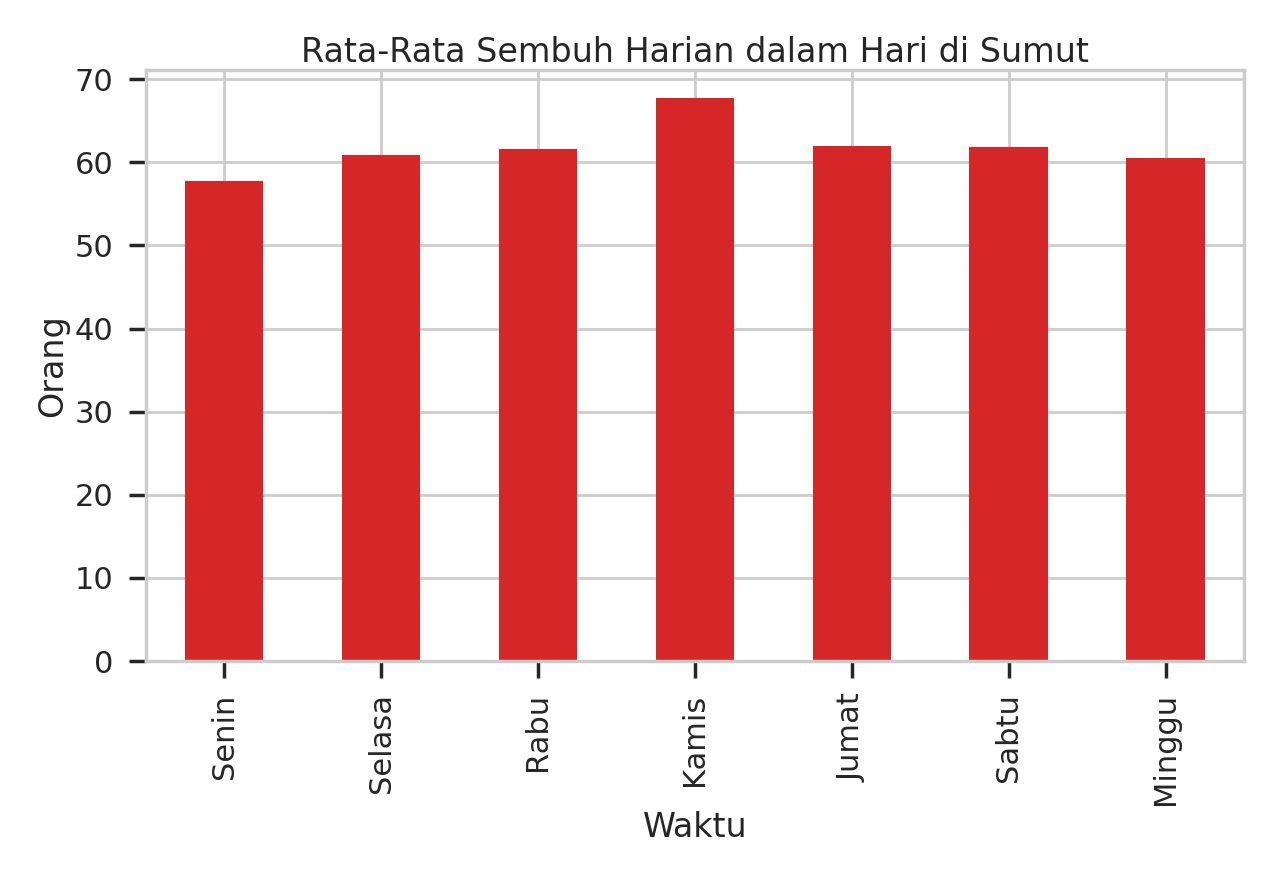 Rata-Rata Sembuh Harian dalam Hari di Sumut
70
60
50
40
30
20
10
0
Orang
Senin
Selasa
Rabu
Kamis
Jumat
Sabtu
Minggu
Waktu